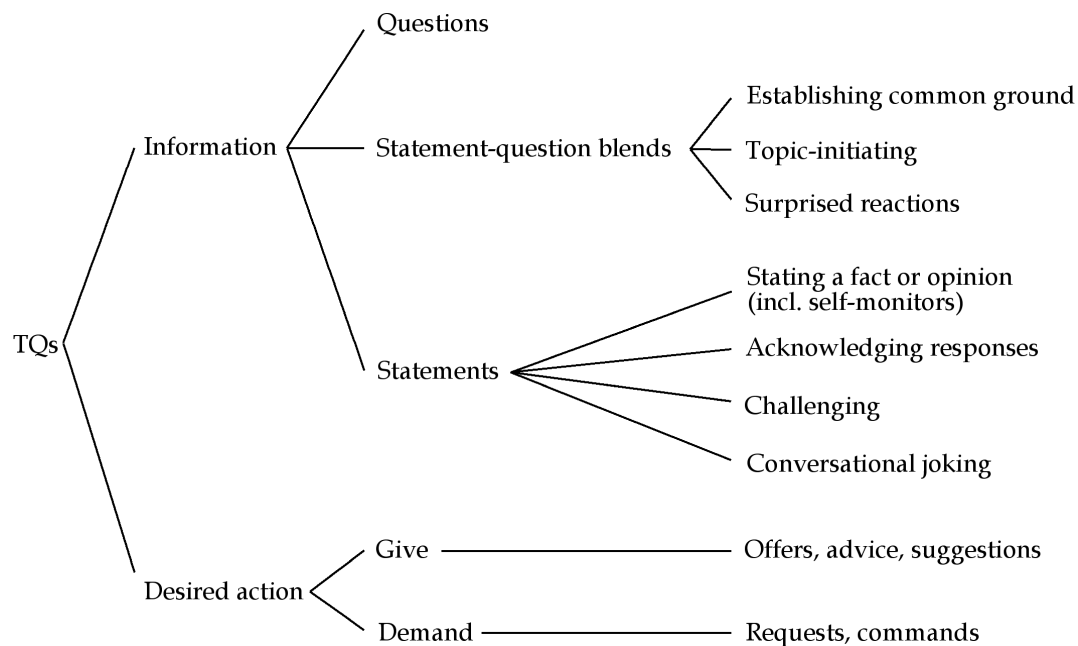 Questions
Establishing common ground
Information
Statement-question blends
Topic-initiating
Surprised reactions
Stating a fact or opinion
(incl. self-monitors)
TQs
Acknowledging responses
Statements
Challenging
Conversational joking
Give
Offers, advice, suggestions
Desired action
Demand
Requests, commands